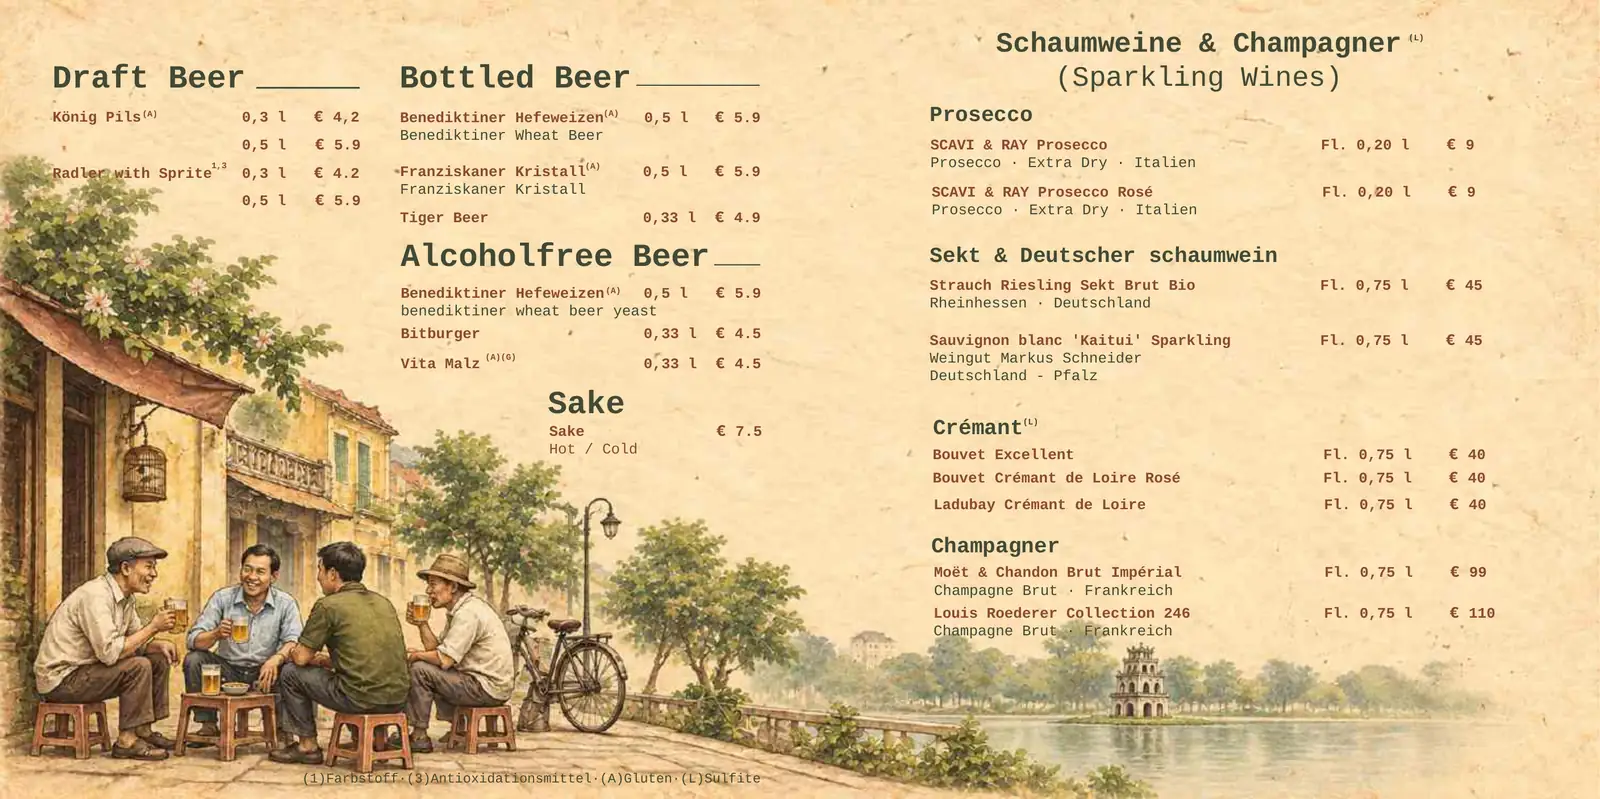 Draft Beer
König Pils(A) 0,3 l € 4,2
0,5 l € 5.9
Radler with Sprite1,3 0,3 l € 4.2
0,5 l € 5.9
Bottled Beer
Benediktiner Hefeweizen(A) 0,5 l € 5.9
Benediktiner Wheat Beer
Franziskaner Kristall(A) 0,5 l € 5.9
Franziskaner Kristall
Tiger Beer 0,33 l € 4.9
Alcoholfree Beer
Benediktiner Hefeweizen(A) 0,5 l € 5.9
benediktiner wheat beer yeast
Bitburger 0,33 l € 4.5
Vita Malz (A)(G) 0,33 l € 4.5
Sake
Sake € 7.5
Hot / Cold
(1)Farbstoff·(3)Antioxidationsmittel·(A)Gluten·(L)Sulfite
Schaumweine & Champagner (L)
(Sparkling Wines)
Prosecco
SCAVI & RAY Prosecco Fl. 0,20 l € 9
Prosecco · Extra Dry · Italien
SCAVI & RAY Prosecco Rosé Fl. 0,20 l € 9
Prosecco · Extra Dry · Italien
Sekt & Deutscher schaumwein
Strauch Riesling Sekt Brut Bio Fl. 0,75 l € 45
Rheinhessen · Deutschland
Sauvignon blanc 'Kaitui' Sparkling Fl. 0,75 l € 45
Weingut Markus Schneider
Deutschland - Pfalz
Crémant(L)
Bouvet Excellent Fl. 0,75 l € 40
Bouvet Crémant de Loire Rosé Fl. 0,75 l € 40
Ladubay Crémant de Loire Fl. 0,75 l € 40
Champagner
Moët & Chandon Brut Impérial Fl. 0,75 l € 99
Champagne Brut · Frankreich
Louis Roederer Collection 246 Fl. 0,75 l € 110
Champagne Brut · Frankreich